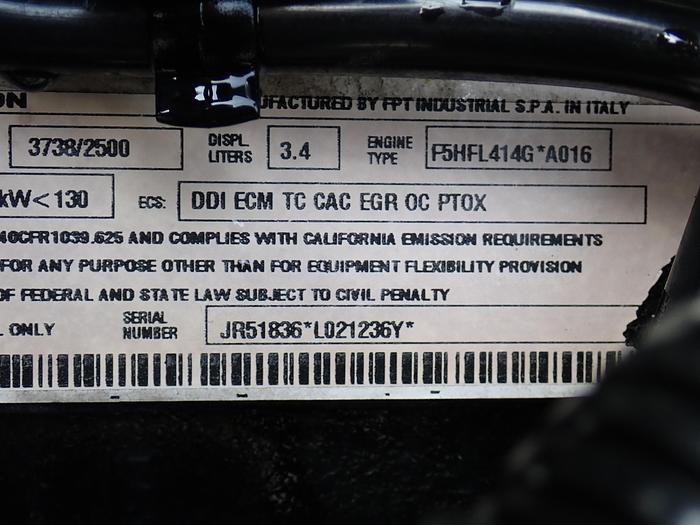 ON UFACTURED BY FPT INDUSTRIAL S.P.A. IN ITALY
3738/2500 DISPL. LITERS 3.4 ENGINE TYPE F5HFL414G*A016
kW<130 ECS: DDI ECM TC CAC EGR OC PTOX
40CFR1039.625 AND COMPLIES WITH CALIFORNIA EMISSION REQUIREMENTS
FOR ANY PURPOSE OTHER THAN FOR EQUIPMENT FLEXIBILITY PROVISION
OF FEDERAL AND STATE LAW SUBJECT TO CIVIL PENALTY
L ONLY SERIAL NUMBER JR51836*L021236Y*